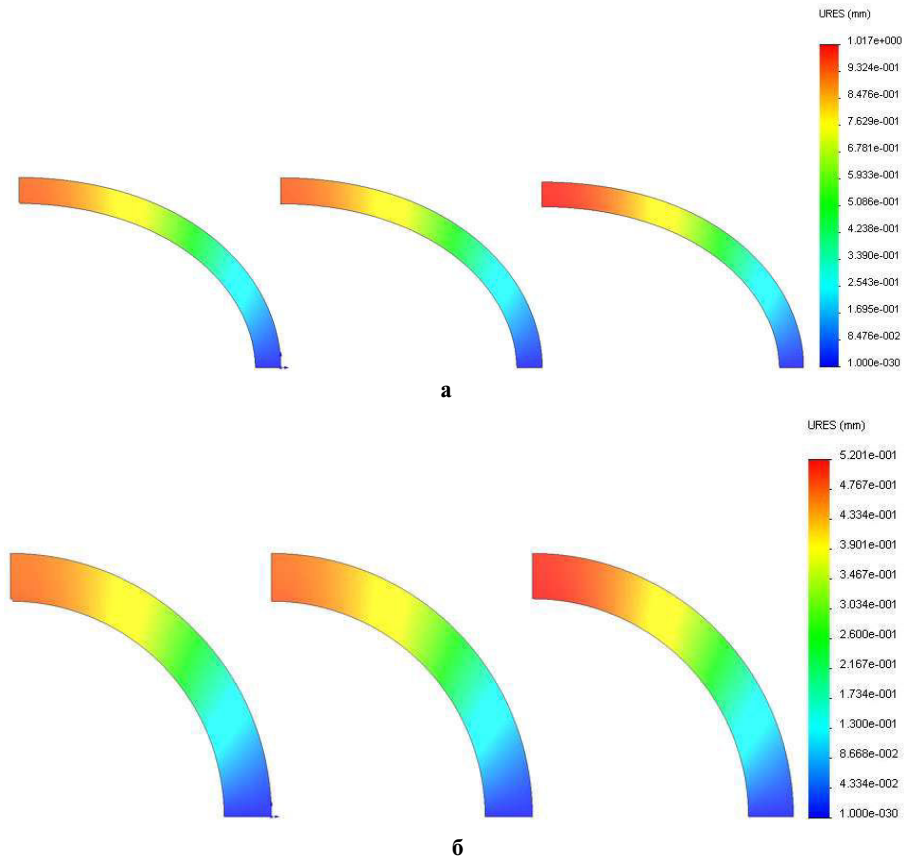 URES (mm)
1.017e+000
9.324e-001
8.476e-001
7.629e-001
6.781e-001
5.933e-001
5.086e-001
4.238e-001
3.390e-001
2.543e-001
1.695e-001
8.476e-002
1.000e-030
а
URES (mm)
5.201e-001
4.767e-001
4.334e-001
3.901e-001
3.467e-001
3.034e-001
2.600e-001
2.167e-001
1.734e-001
1.300e-001
8.668e-002
4.334e-002
1.000e-030
б